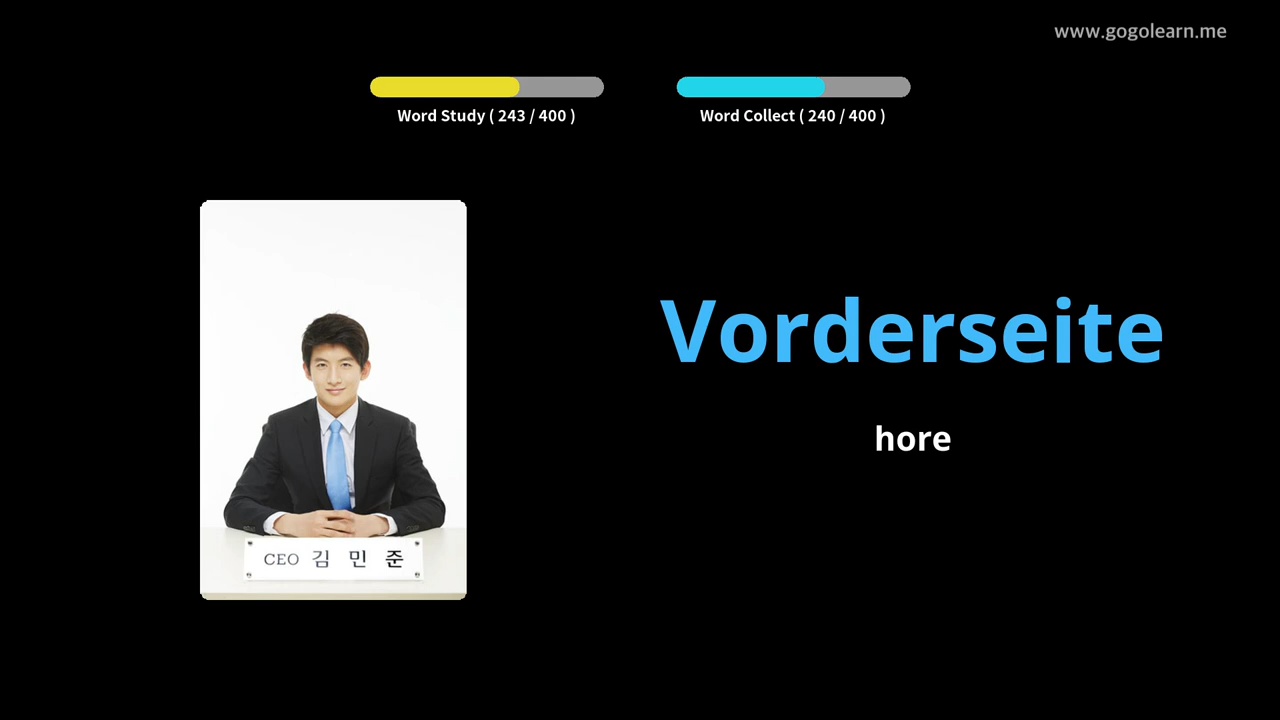 www.gogolearn.me
Word Study ( 243 / 400 )
Word Collect ( 240 / 400 )
Vorderseite
hore
CEO 김 민 준